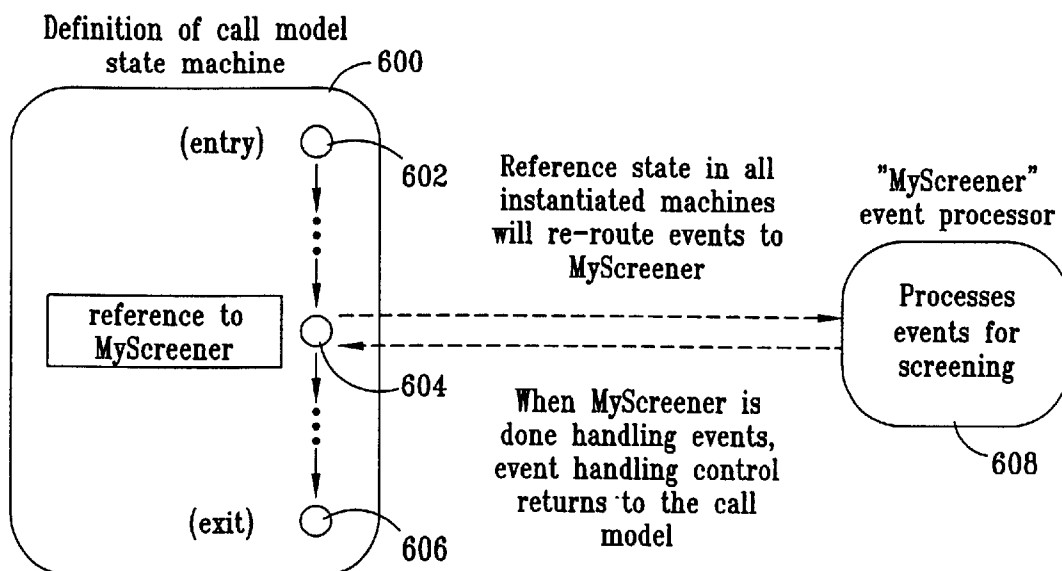 Definition of call model
state machine
600
(entry)
602
Reference state in all
instantiated machines
will re-route events to
MyScreener
"MyScreener"
event processor
reference to
MyScreener
604
Processes
events for
screening
When MyScreener is
done handling events,
event handling control
returns to the call
model
608
(exit)
606